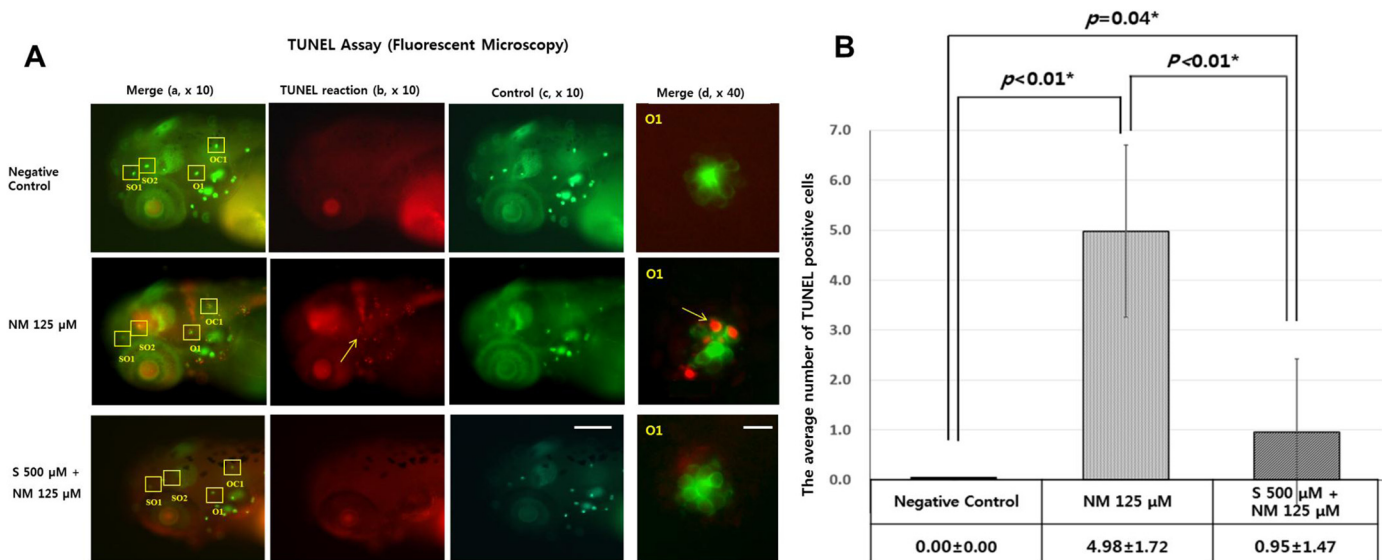 A
TUNEL Assay (Fluorescent Microscopy)
Merge (a, x 10)
TUNEL reaction (b, x 10)
Control (c, x 10)
Merge (d, x 40)
Negative
Control
SO1
SO2
O1
OC1
O1
NM 125 μM
SO1
SO2
O1
OC1
O1
S 500 μM +
NM 125 μM
SO1
SO2
O1
OC1
O1
B
p=0.04*
p<0.01*
P<0.01*
The average number of TUNEL positive cells
7.0
6.0
5.0
4.0
3.0
2.0
1.0
0.0
Negative Control
NM 125 μM
S 500 μM +
NM 125 μM
0.00±0.00
4.98±1.72
0.95±1.47